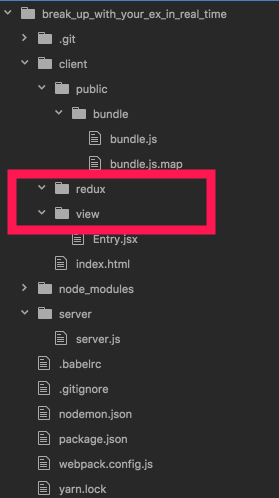 break_up_with_your_ex_in_real_time
.git
client
public
bundle
bundle.js
bundle.js.map
redux
view
Entry.jsx
index.html
node_modules
server
server.js
.babelrc
.gitignore
nodemon.json
package.json
webpack.config.js
yarn.lock